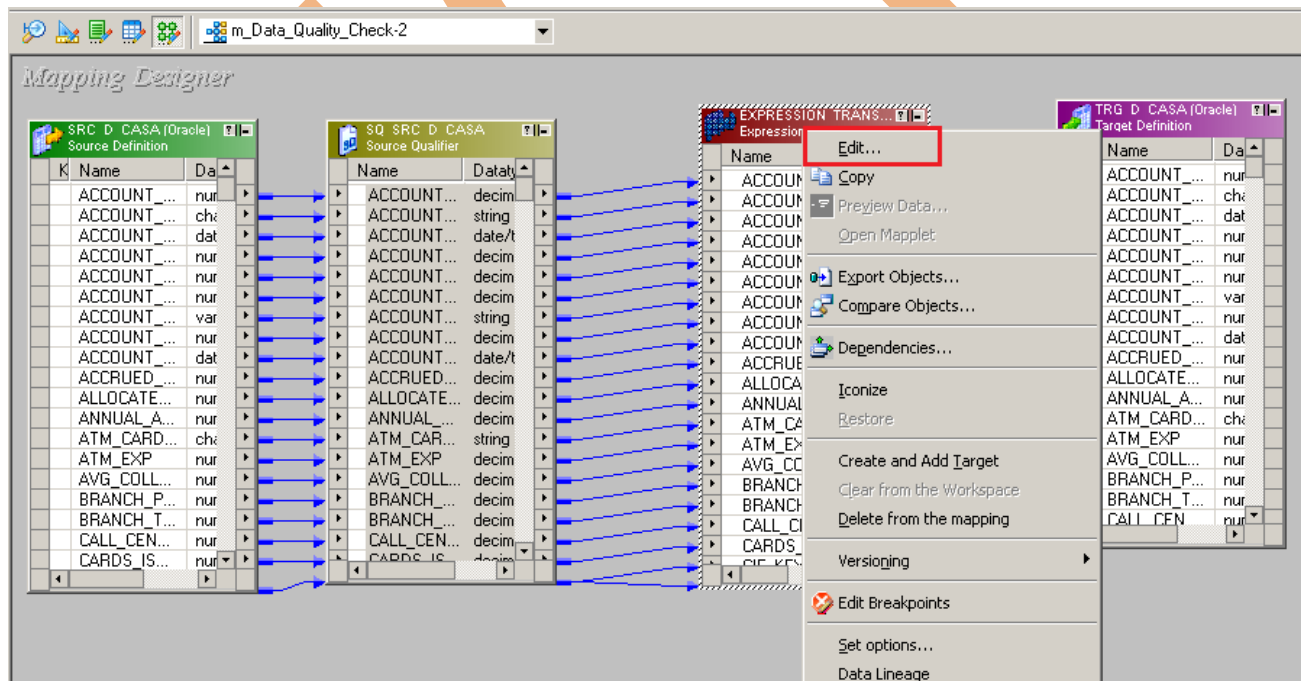 m_Data_Quality_Check-2
Mapping Designer
SRC_D_CASA (Oracle)
Source Definition
K Name Da
ACCOUNT_... nur
ACCOUNT_... cha
ACCOUNT_... dat
ACCOUNT_... nur
ACCOUNT_... nur
ACCOUNT_... nur
ACCOUNT_... var
ACCOUNT_... nur
ACCOUNT_... dat
ACCRUED_... nur
ALLOCATE... nur
ANNUAL_A... nur
ATM_CARD... cha
ATM_EXP nur
AVG_COLL... nur
BRANCH_P... nur
BRANCH_T... nur
CALL_CEN... nur
CARDS_IS... nur
SQ_SRC_D_CASA
Source Qualifier
Name Dataty
ACCOUNT... decim
ACCOUNT... string
ACCOUNT... date/t
ACCOUNT... decim
ACCOUNT... decim
ACCOUNT... decim
ACCOUNT... string
ACCOUNT... decim
ACCOUNT... date/t
ACCRUED... decim
ALLOCATE... decim
ANNUAL_... decim
ATM_CAR... string
ATM_EXP decim
AVG_COLL... decim
BRANCH_... decim
BRANCH_... decim
CALL_CEN... decim
CARDS_IS... decim
EXPRESSION_TRANS...
Expression
Name
ACCOUN
ACCOUN
ACCOUN
ACCOUN
ACCOUN
ACCOUN
ACCOUN
ACCOUN
ACCOUN
ACCRUE
ALLOCA
ANNUAL
ATM_CA
ATM_EX
AVG_CO
BRANCH
BRANCH
CALL_CE
CARDS_
CIF_KEY
Edit...
Copy
Preview Data...
Open Mapplet
Export Objects...
Compare Objects...
Dependencies...
Iconize
Restore
Create and Add Target
Clear from the Workspace
Delete from the mapping
Versioning
Edit Breakpoints
Set options...
Data Lineage
TRG_D_CASA (Oracle)
Target Definition
Name Da
ACCOUNT_... nur
ACCOUNT_... cha
ACCOUNT_... dat
ACCOUNT_... nur
ACCOUNT_... nur
ACCOUNT_... nur
ACCOUNT_... var
ACCOUNT_... nur
ACCOUNT_... dat
ACCRUED_... nur
ALLOCATE... nur
ANNUAL_A... nur
ATM_CARD... cha
ATM_EXP nur
AVG_COLL... nur
BRANCH_P... nur
BRANCH_T... nur
CALL_CEN nur